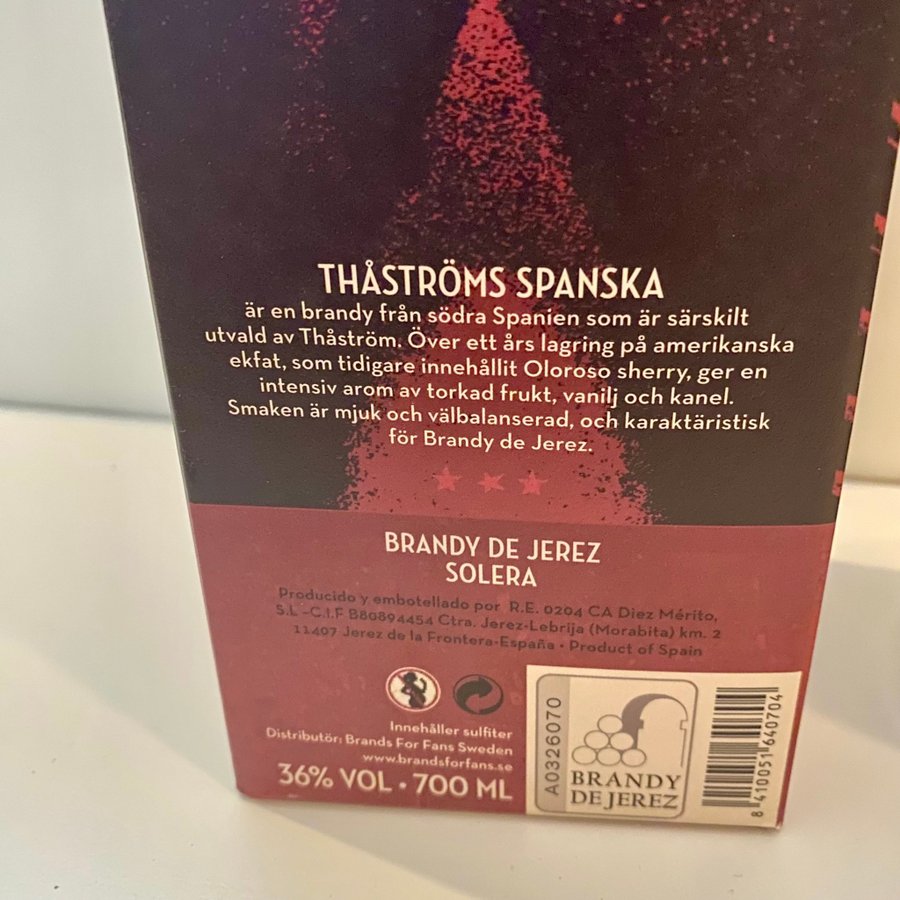 THÅSTRÖMS SPANSKA
är en brandy från södra Spanien som är särskilt
utvald av Thåström. Över ett års lagring på amerikanska
ekfat, som tidigare innehållit Oloroso sherry, ger en
intensiv arom av torkad frukt, vanilj och kanel.
Smaken är mjuk och välbalanserad, och karaktäristisk
för Brandy de Jerez.
BRANDY DE JEREZ
SOLERA
Producido y embotellado por R.E. 0204 CA Diez Mérito,
S.L -C.I.F B80894454 Ctra. Jerez-Lebrija (Morabita) km. 2
11407 Jerez de la Frontera-España • Product of Spain
Innehåller sulfiter
Distributör: Brands For Fans Sweden
www.brandsforfans.se
36% VOL • 700 ML
A0326070
BRANDY
DE JEREZ
8 410051 640704